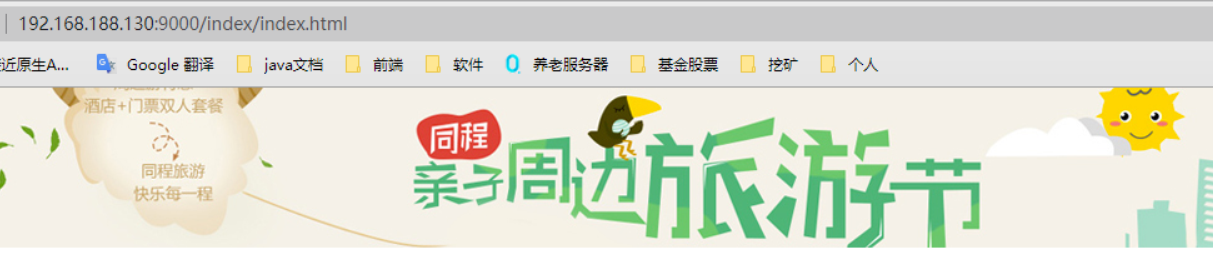 192.168.188.130:9000/index/index.html
近原生A... Google 翻译 java文档 前端 软件 养老服务器 基金股票 挖矿 个人
酒店+门票双人套餐
同程旅游
快乐每一程
同程
亲子周边旅游节